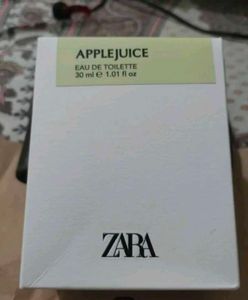 APPLEJUICE
EAU DE TOILETTE
30 ml ℮ 1.01 fl oz
ZARA